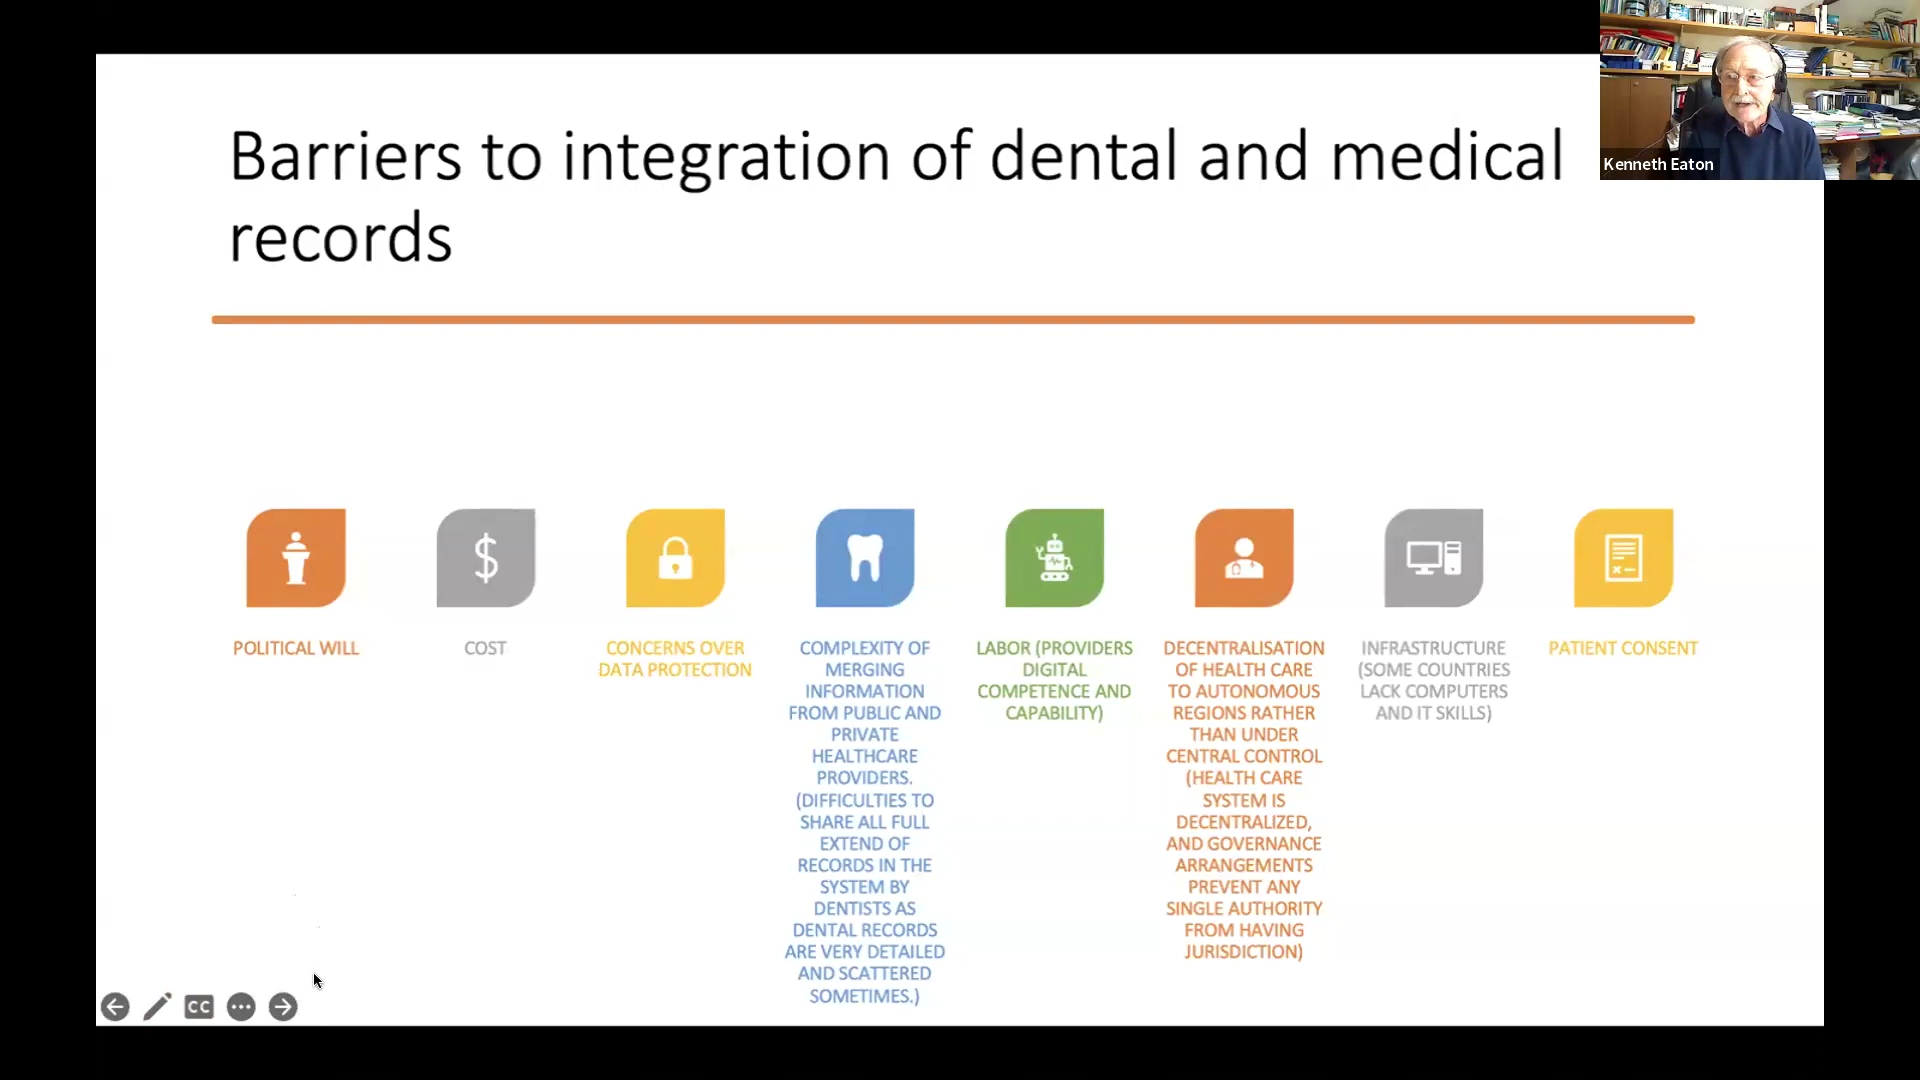 Barriers to integration of dental and medical
records
Kenneth Eaton
$
POLITICAL WILL
COST
CONCERNS OVER
DATA PROTECTION
COMPLEXITY OF
MERGING
INFORMATION
FROM PUBLIC AND
PRIVATE
HEALTHCARE
PROVIDERS.
(DIFFICULTIES TO
SHARE ALL FULL
EXTEND OF
RECORDS IN THE
SYSTEM BY
DENTISTS AS
DENTAL RECORDS
ARE VERY DETAILED
AND SCATTERED
SOMETIMES.)
LABOR (PROVIDERS
DIGITAL
COMPETENCE AND
CAPABILITY)
DECENTRALISATION
OF HEALTH CARE
TO AUTONOMOUS
REGIONS RATHER
THAN UNDER
CENTRAL CONTROL
(HEALTH CARE
SYSTEM IS
DECENTRALIZED,
AND GOVERNANCE
ARRANGEMENTS
PREVENT ANY
SINGLE AUTHORITY
FROM HAVING
JURISDICTION)
INFRASTRUCTURE
(SOME COUNTRIES
LACK COMPUTERS
AND IT SKILLS)
PATIENT CONSENT
CC